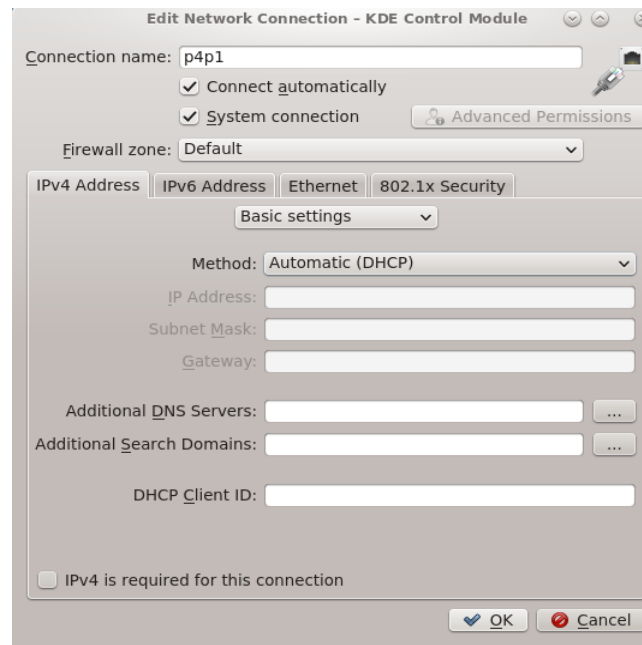 Edit Network Connection – KDE Control Module
Connection name: p4p1
Connect automatically
System connection Advanced Permissions
Firewall zone: Default
IPv4 Address IPv6 Address Ethernet 802.1x Security
Basic settings
Method: Automatic (DHCP)
IP Address:
Subnet Mask:
Gateway:
Additional DNS Servers: ...
Additional Search Domains: ...
DHCP Client ID:
IPv4 is required for this connection
OK Cancel